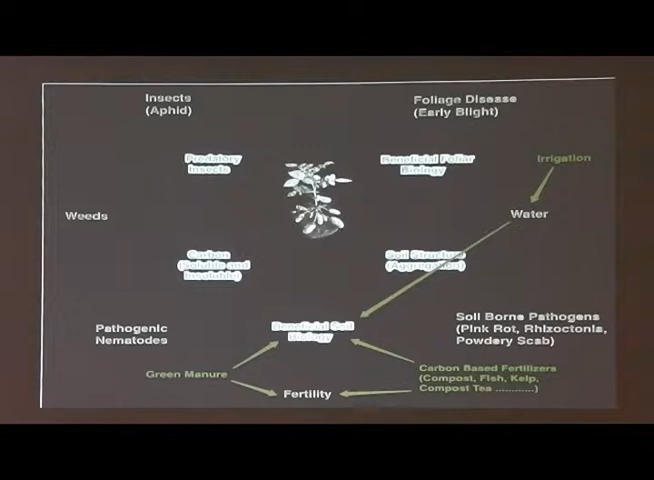 Insects
(Aphid)
Foliage Disease
(Early Blight)
Predatory
Insects
Beneficial Foliar
Biology
Irrigation
Weeds
Water
Carbon
(Soluble and
Insoluble)
Soil Structure
(Aggregation)
Beneficial Soil
Biology
Pathogenic
Nematodes
Soil Borne Pathogens
(Pink Rot, Rhizoctonia,
Powdery Scab)
Green Manure
Carbon Based Fertilizers
(Compost, Fish, Kelp,
Compost Tea ............)
Fertility